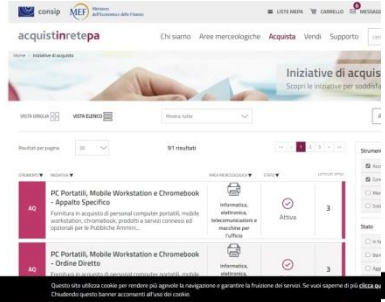 consip
MEF Ministero dell'Economia e delle Finanze
LISTE MEPA CARRELLO MESSAGG
acquistinretepa
Chi siamo Aree merceologiche Acquista Vendi Supporto
Home > Iniziative di acquisto
Iniziative di acquis
Scopri le iniziative per soddisfa
VISTA GRIGLIA VISTA ELENCO Mostra tutte
Risultati per pagina 91 risultati 1 2 3
Strumen
STRUMENTO INIZIATIVA AREA MERCEOLOGICA STATO LOTTI
PC Portatili, Mobile Workstation e Chromebook
- Appalto Specifico
AQ
Fornitura in acquisto di personal computer portatili, mobile
workstation, chromebook, prodotti e servizi connessi ed
opzionali per le Pubbliche Ammini...
Informatica,
elettronica,
telecomunicazioni e
macchine per
l'ufficio
Attiva
3
Stato
PC Portatili, Mobile Workstation e Chromebook
- Ordine Diretto
AQ
Fornitura in acquisto di personal computer portatili, mobile
Informatica,
elettronica,
3
Questo sito utilizza cookie per rendere più agevole la navigazione e garantire la fruizione dei servizi. Se vuoi saperne di più clicca qu
Chiudendo questo banner acconsenti all'uso dei cookie.